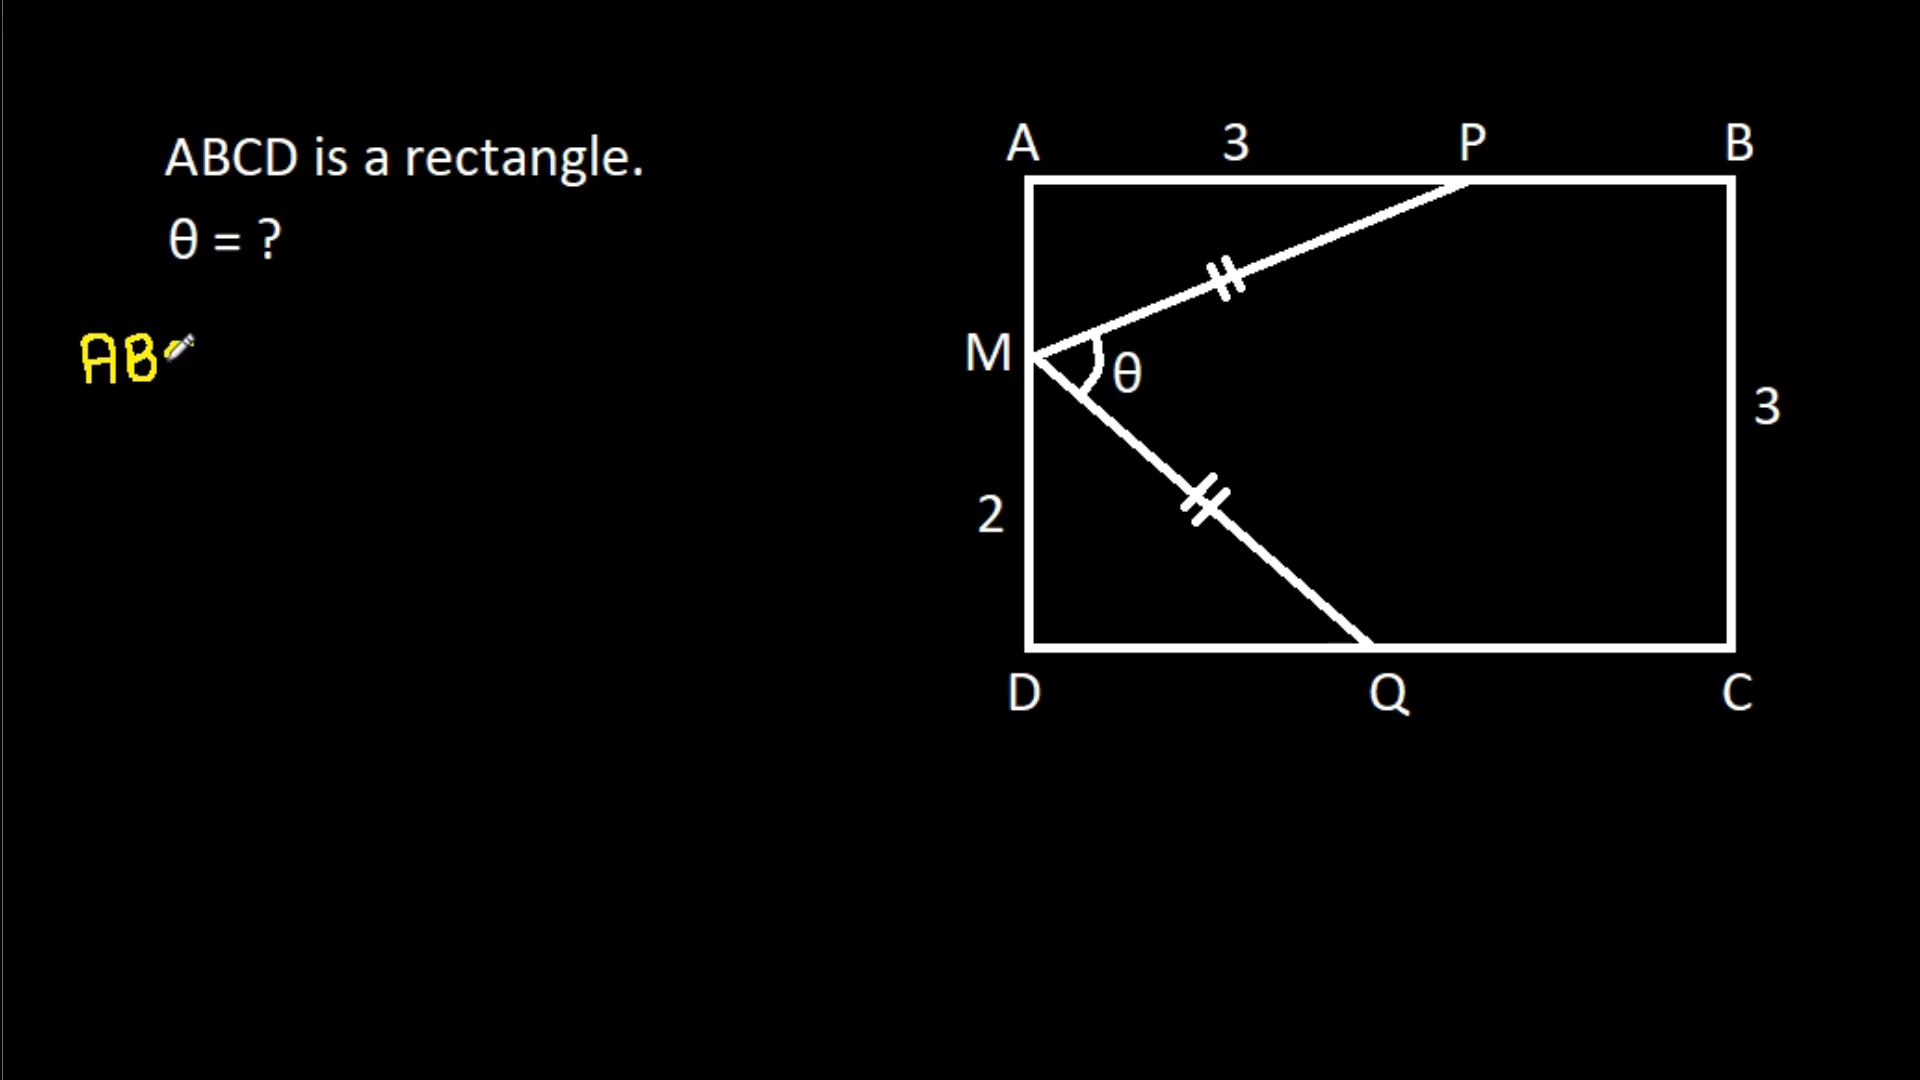 ABCD is a rectangle.
θ = ?
AB
A 3 P B
M θ
3
2
D Q C